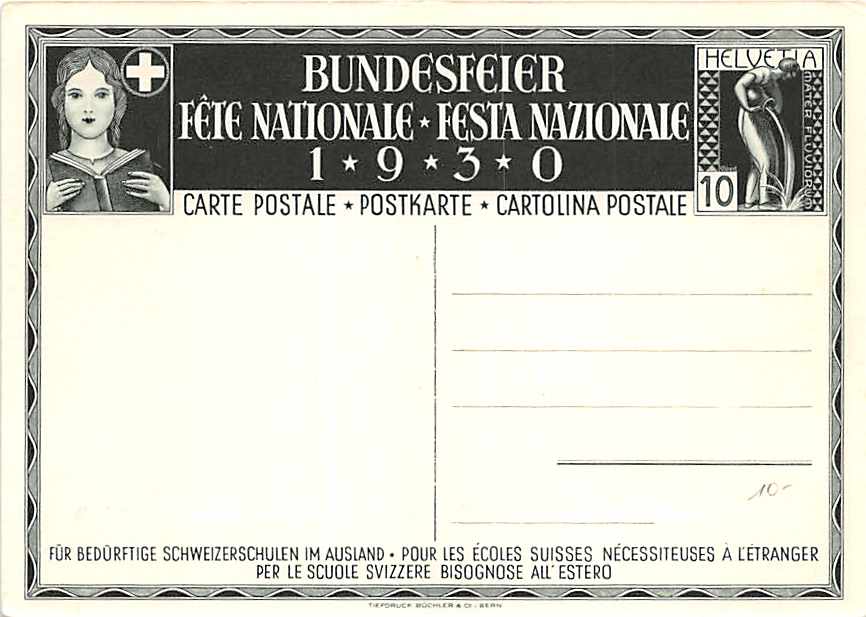 BUNDESFEIER
FÊTE NATIONALE ★ FESTA NAZIONALE
1 ★ 9 ★ 3 ★ 0
CARTE POSTALE ★ POSTKARTE ★ CARTOLINA POSTALE
HELVETIA
MATER FLUVIORUM
10
10.-
FÜR BEDÜRFTIGE SCHWEIZERSCHULEN IM AUSLAND • POUR LES ÉCOLES SUISSES NÉCESSITEUSES À L'ÉTRANGER
PER LE SCUOLE SVIZZERE BISOGNOSE ALL'ESTERO
TIEFDRUCK BÜCHLER & Co - BERN